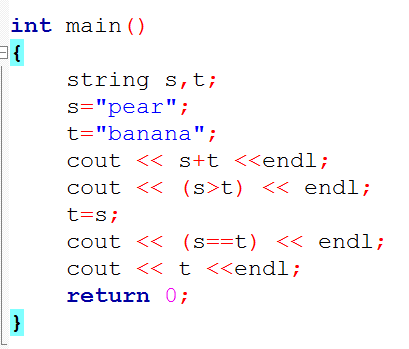 int main()
{
string s,t;
s="pear";
t="banana";
cout << s+t <<endl;
cout << (s>t) << endl;
t=s;
cout << (s==t) << endl;
cout << t <<endl;
return 0;
}